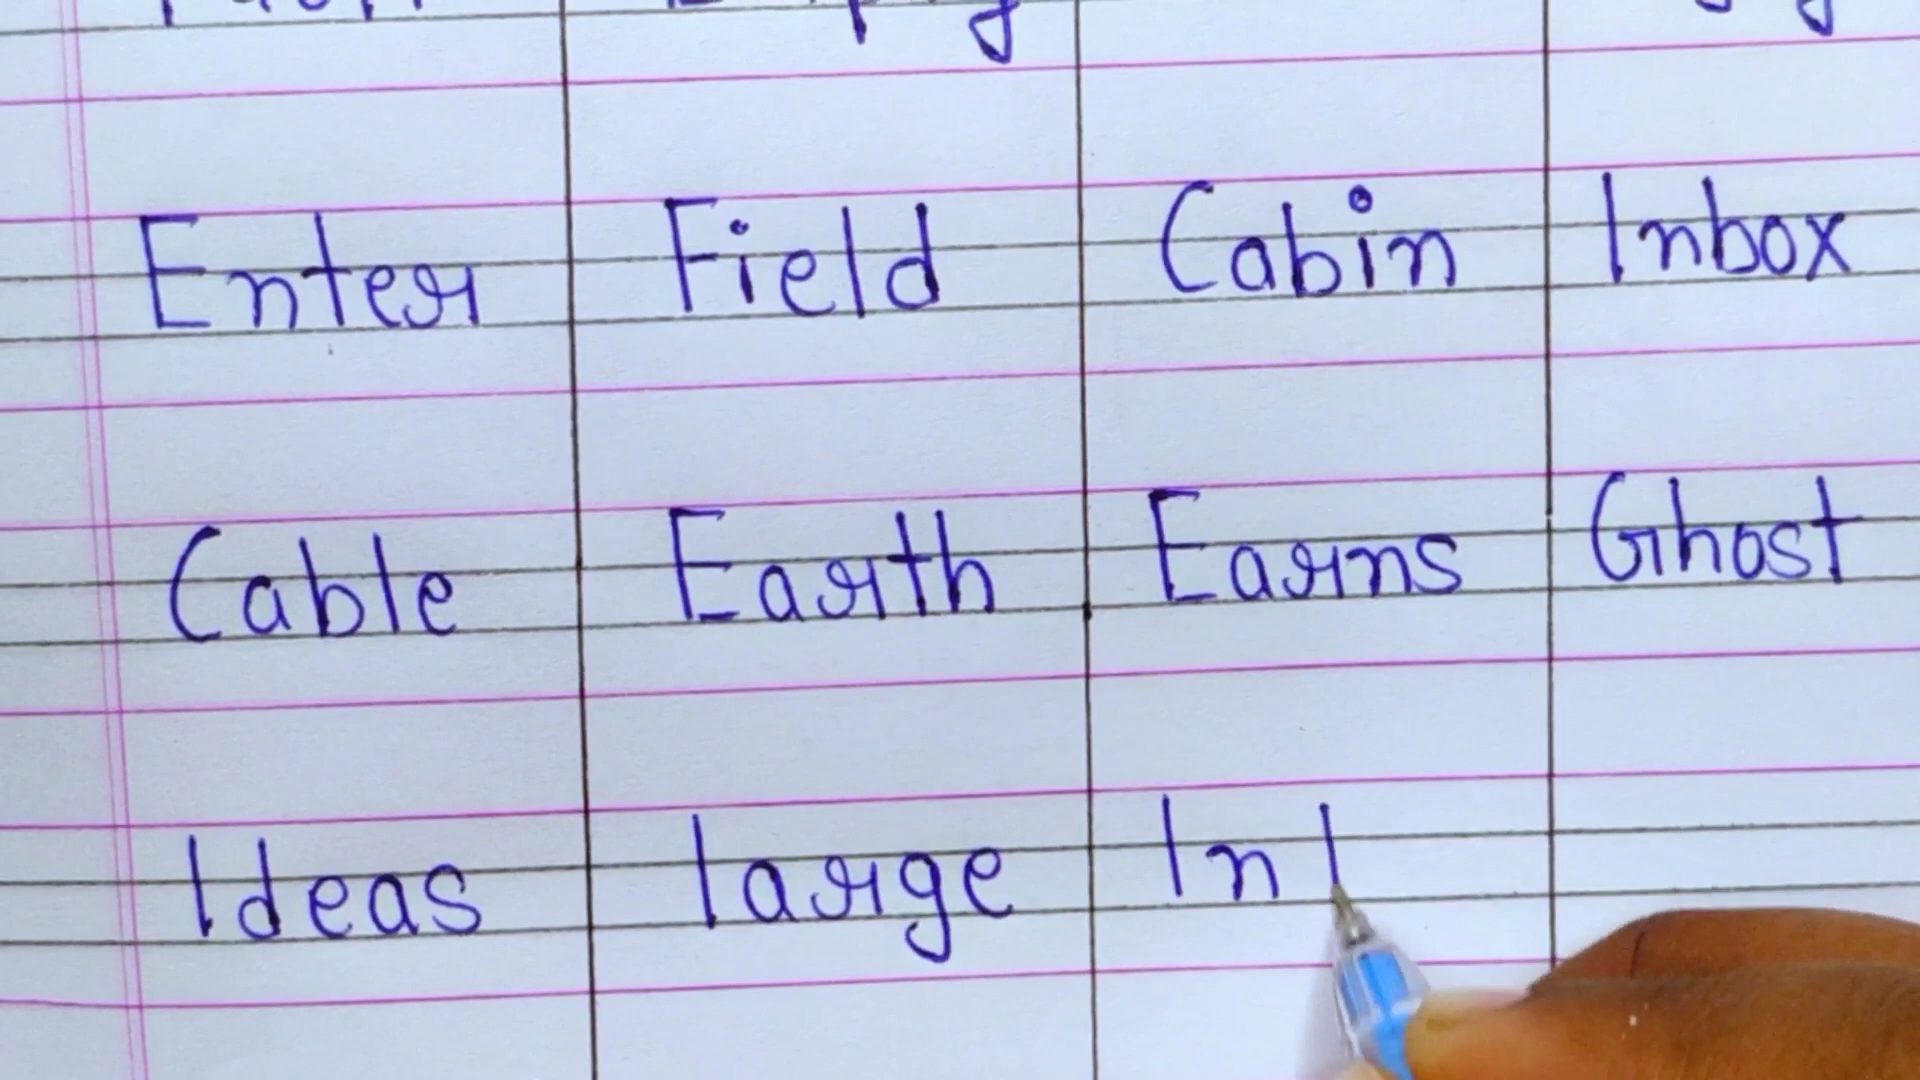 Enter Field Cabin Inbox
Cable Earth Earns Ghost
Ideas large In